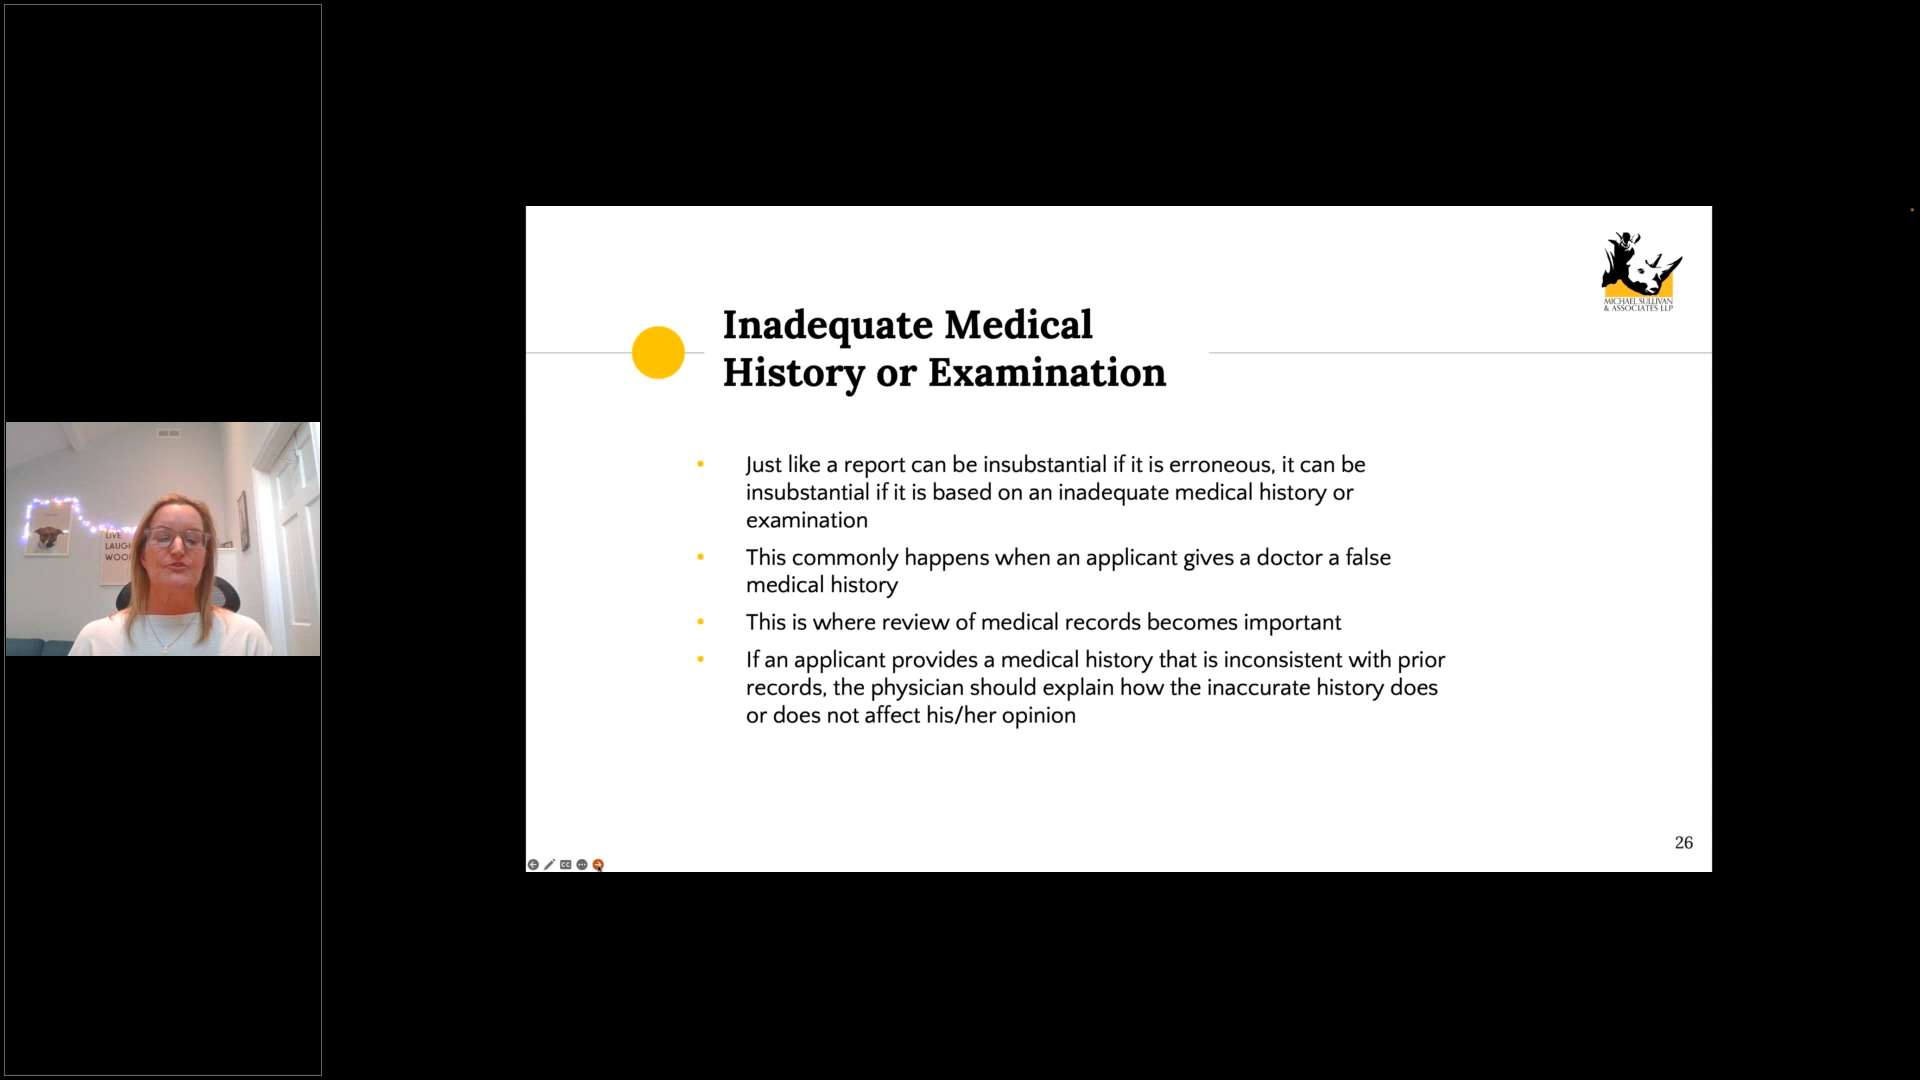 LIVE
LAUGH
WOOF
MICHAEL SULLIVAN
& ASSOCIATES LLP
Inadequate Medical
History or Examination
• Just like a report can be insubstantial if it is erroneous, it can be
insubstantial if it is based on an inadequate medical history or
examination
• This commonly happens when an applicant gives a doctor a false
medical history
• This is where review of medical records becomes important
• If an applicant provides a medical history that is inconsistent with prior
records, the physician should explain how the inaccurate history does
or does not affect his/her opinion
26
CC